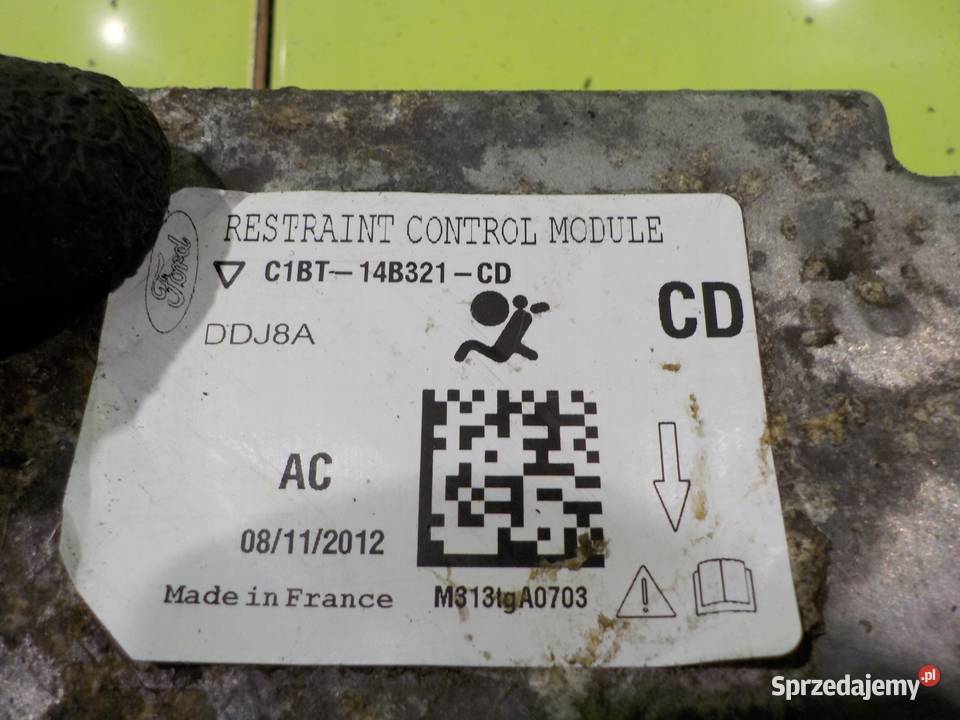 RESTRAINT CONTROL MODULE
Ford
C1BT-14B321-CD
CD
DDJ8A
AC
08/11/2012
Made in France
M313tgA0703
Sprzedajemy.pl